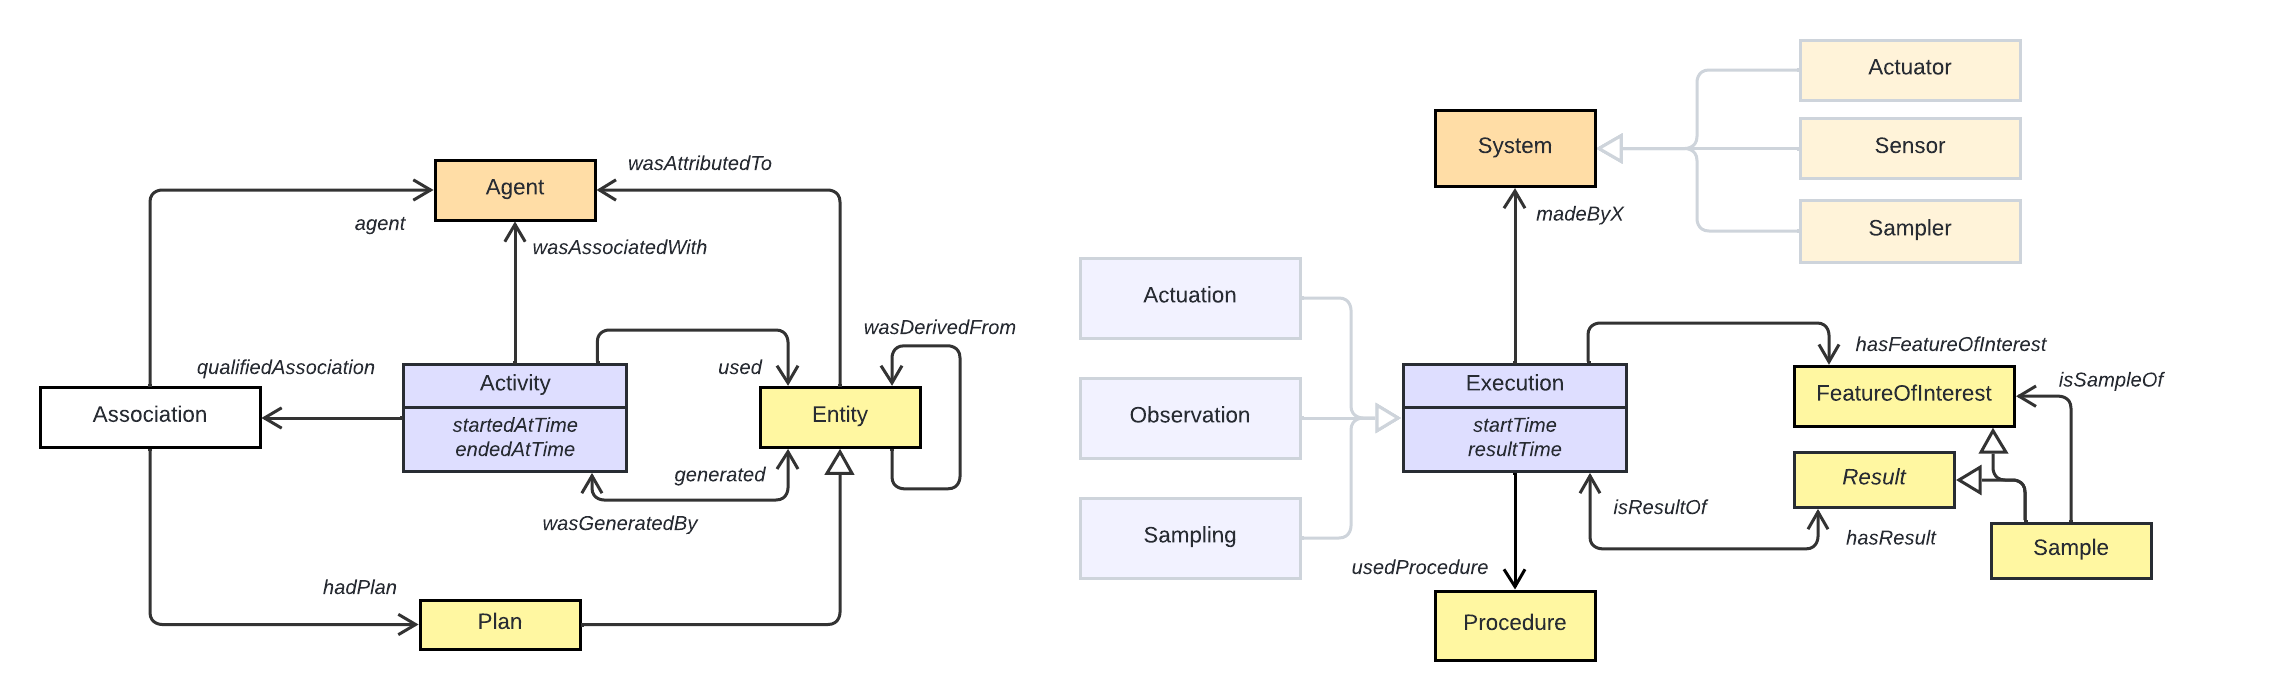 wasAttributedTo
Agent
agent
wasAssociatedWith
wasDerivedFrom
qualifiedAssociation
used
Activity
Association
Entity
startedAtTime
endedAtTime
generated
wasGeneratedBy
hadPlan
Plan
Actuator
System
Sensor
madeByX
Sampler
Actuation
hasFeatureOfInterest
isSampleOf
Execution
FeatureOfInterest
Observation
startTime
resultTime
Result
isResultOf
hasResult
Sampling
Sample
usedProcedure
Procedure